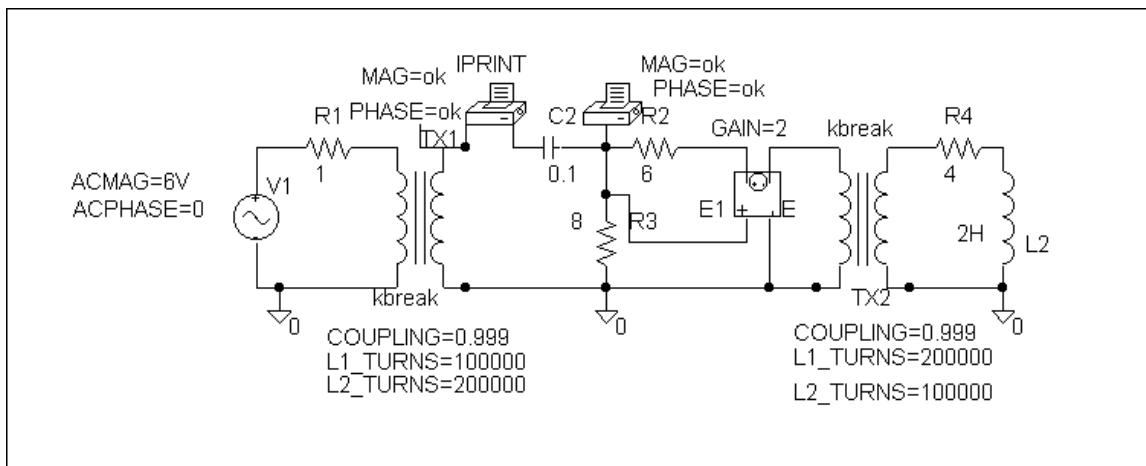 IPRINT
MAG=ok
MAG=ok
PHASE=ok
PHASE=ok
R1
TX1
C2
R2
GAIN=2
kbreak
R4
1
0.1
6
4
ACMAG=6V
ACPHASE=0
V1
8
R3
E1
+
-
E
2H
L2
0
kbreak
0
TX2
0
COUPLING=0.999
L1_TURNS=100000
L2_TURNS=200000
COUPLING=0.999
L1_TURNS=200000
L2_TURNS=100000